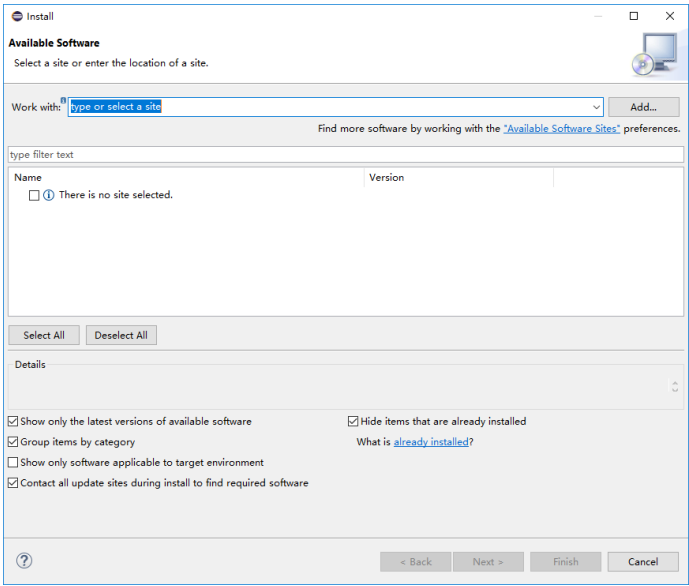 Install
Available Software
Select a site or enter the location of a site.
Work with: type or select a site Add...
Find more software by working with the "Available Software Sites" preferences.
type filter text
Name Version
There is no site selected.
Select All Deselect All
Details
Show only the latest versions of available software Hide items that are already installed
Group items by category What is already installed?
Show only software applicable to target environment
Contact all update sites during install to find required software
? < Back Next > Finish Cancel